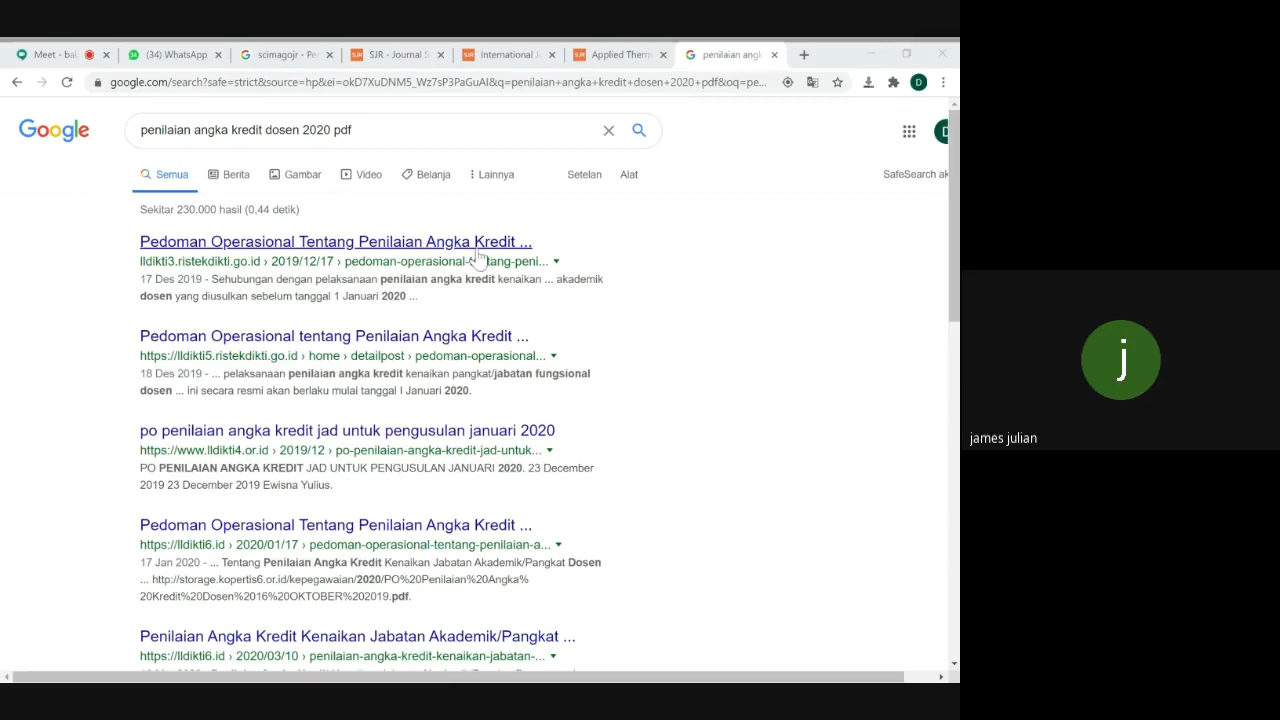 Meet - bal
(34) WhatsApp
scimagojr - Pe
SJR - Journal S
International J
Applied Therm
penilaian angk
google.com/search?safe=strict&source=hp&ei=okD7XuDNM5_Wz7sP3PaGuAI&q=penilaian+angka+kredit+dosen+2020+pdf&oq=pe...
D
Google
penilaian angka kredit dosen 2020 pdf
Semua
Berita
Gambar
Video
Belanja
Lainnya
Setelan
Alat
SafeSearch ak
Sekitar 230.000 hasil (0,44 detik)
Pedoman Operasional Tentang Penilaian Angka Kredit ...
lldikti3.ristekdikti.go.id › 2019/12/17 › pedoman-operasional-tentang-peni...
17 Des 2019 - Sehubungan dengan pelaksanaan penilaian angka kredit kenaikan ... akademik
dosen yang diusulkan sebelum tanggal 1 Januari 2020 ...
Pedoman Operasional tentang Penilaian Angka Kredit ...
https://lldikti5.ristekdikti.go.id › home › detailpost › pedoman-operasional...
18 Des 2019 - ... pelaksanaan penilaian angka kredit kenaikan pangkat/jabatan fungsional
dosen ... ini secara resmi akan berlaku mulai tanggal I Januari 2020.
po penilaian angka kredit jad untuk pengusulan januari 2020
https://www.lldikti4.or.id › 2019/12 › po-penilaian-angka-kredit-jad-untuk...
PO PENILAIAN ANGKA KREDIT JAD UNTUK PENGUSULAN JANUARI 2020. 23 December
2019 23 December 2019 Ewisna Yulius.
Pedoman Operasional Tentang Penilaian Angka Kredit ...
https://lldikti6.id › 2020/01/17 › pedoman-operasional-tentang-penilaian-a...
17 Jan 2020 - ... Tentang Penilaian Angka Kredit Kenaikan Jabatan Akademik/Pangkat Dosen
... http://storage.kopertis6.or.id/kepegawaian/2020/PO%20Penilaian%20Angka%
20Kredit%20Dosen%2016%20OKTOBER%202019.pdf.
Penilaian Angka Kredit Kenaikan Jabatan Akademik/Pangkat ...
https://lldikti6.id › 2020/03/10 › penilaian-angka-kredit-kenaikan-jabatan-...
j
james julian